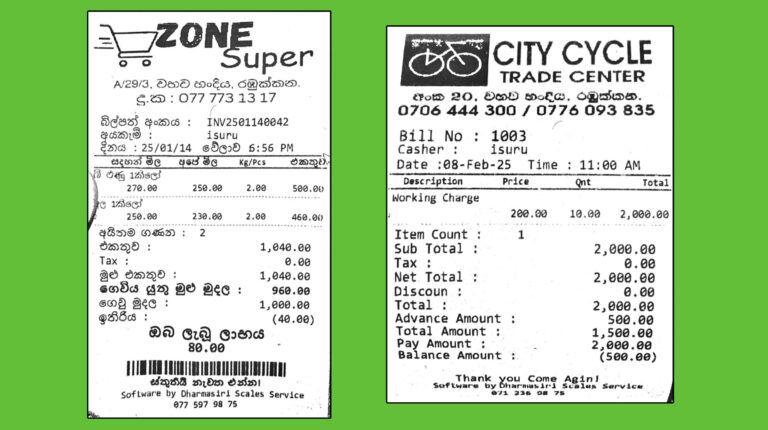 ZONE
Super
A/29/3, වහව හංදිය, රඹුක්කන.
දු.ක : 077 773 13 17
බිල්පත් අංකය : INV2501140042
අයකැමි : isuru
දිනය : 25/01/14 වේලාව 6:56 PM
සඳහන් මිල අපේ මිල Kg/Pcs එකතුව
1කිලෝ
270.00 250.00 2.00 500.00
1කිලෝ
250.00 230.00 2.00 460.00
අයිතම ගණන : 2
එකතුව : 1,040.00
Tax : 0.00
මුළු එකතුව : 1,040.00
ගෙවිය යුතු මුළු මුදල : 960.00
ගෙවූ මුදල : 1,000.00
ඉතිරිය : (40.00)
ඔබ ලැබූ ලාභය
80.00
ස්තූතියි නැවත එන්න!
Software by Dharmasiri Scales Service
077 597 98 75
CITY CYCLE
TRADE CENTER
අංක 20, වහව හංදිය, රඹුක්කන.
0706 444 300 / 0776 093 835
Bill No : 1003
Casher : isuru
Date :08-Feb-25 Time : 11:00 AM
Description Price Qnt Total
Working Charge
200.00 10.00 2,000.00
Item Count : 1
Sub Total : 2,000.00
Tax : 0.00
Net Total : 2,000.00
Discoun : 0.00
Total : 2,000.00
Advance Amount : 500.00
Total Amount : 1,500.00
Pay Amount : 2,000.00
Balance Amount : (500.00)
Thank you Come Agin!
Software by Dharmasiri Scales Service
071 236 98 75